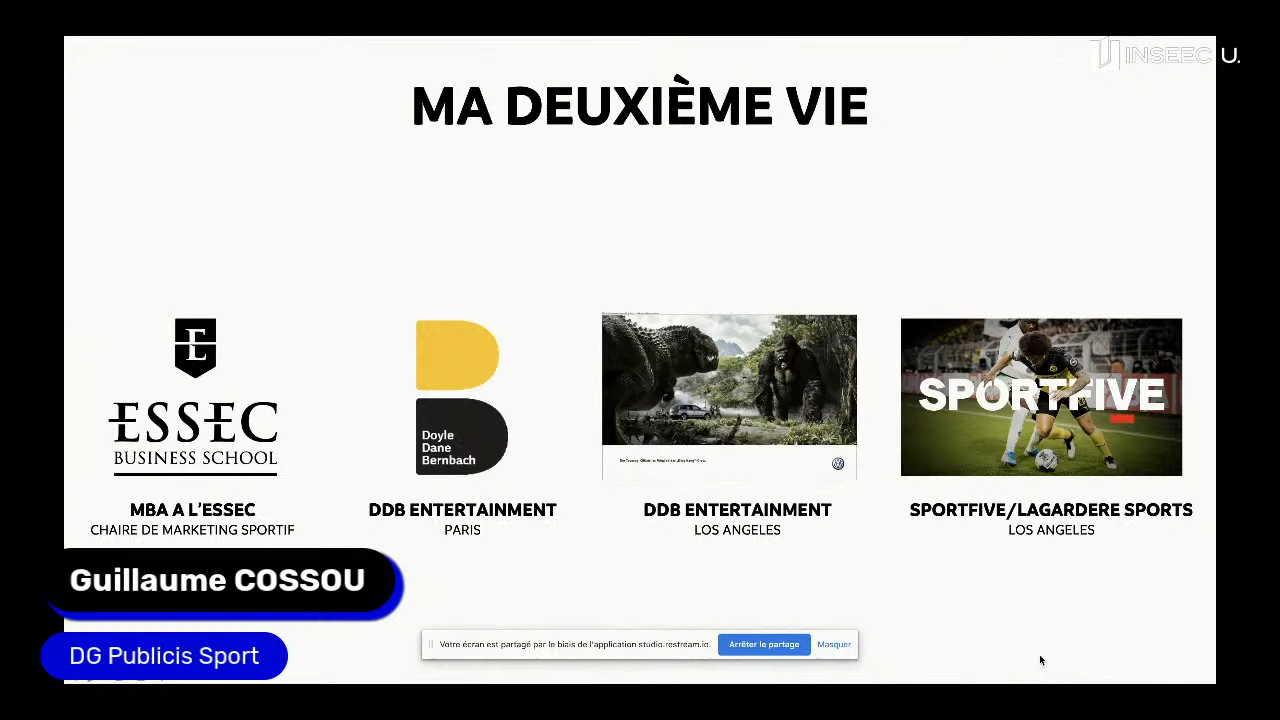 INSEEC U.
MA DEUXIÈME VIE
E
ESSEC
BUSINESS SCHOOL
Doyle
Dane
Bernbach
SPORTFIVE
MBA A L'ESSEC
CHAIRE DE MARKETING SPORTIF
DDB ENTERTAINMENT
PARIS
DDB ENTERTAINMENT
LOS ANGELES
SPORTFIVE/LAGARDERE SPORTS
LOS ANGELES
Guillaume COSSOU
DG Publicis Sport
Votre écran est partagé par le biais de l'application studio.restream.io.
Arrêter le partage
Masquer